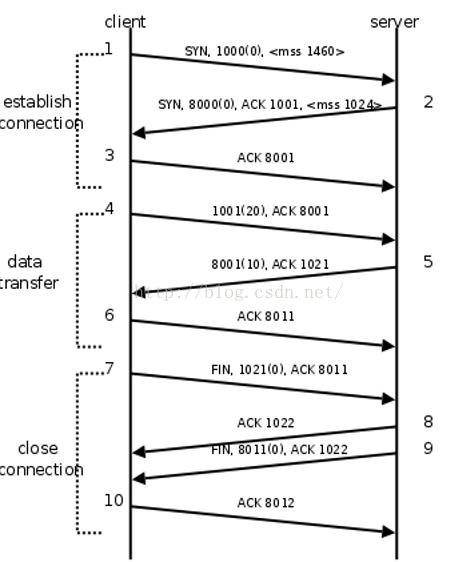 client server
1 SYN, 1000(0), <mss 1460>
establish connection
SYN, 8000(0), ACK 1001, <mss 1024> 2
3 ACK 8001
4 1001(20), ACK 8001
data transfer
8001(10), ACK 1021 5
http://blog.csdn.net/
6 ACK 8011
7 FIN, 1021(0), ACK 8011
ACK 1022 8
close connection
FIN, 8011(0), ACK 1022 9
10 ACK 8012